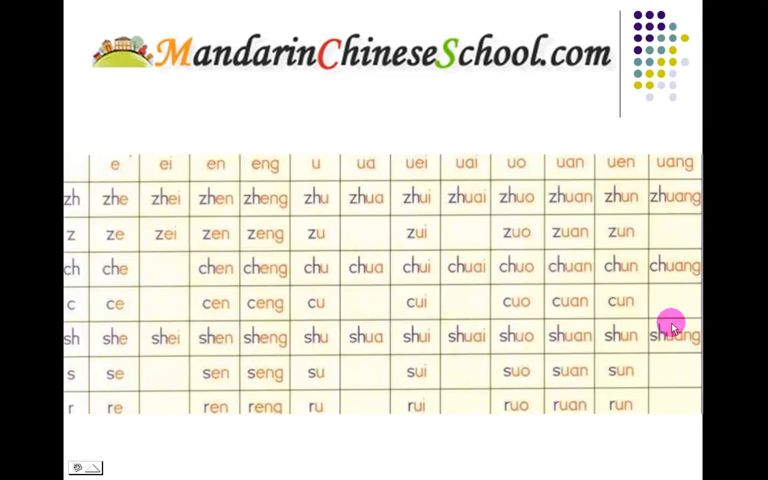 MandarinChineseSchool.com
e ei en eng u ua uei uai uo uan uen uang
zh zhe zhei zhen zheng zhu zhua zhui zhuai zhuo zhuan zhun zhuang
z ze zei zen zeng zu zui zuo zuan zun
ch che chen cheng chu chua chui chuai chuo chuan chun chuang
c ce cen ceng cu cui cuo cuan cun
sh she shei shen sheng shu shua shui shuai shuo shuan shun shuang
s se sen seng su sui suo suan sun
r re ren reng ru rui ruo ruan run